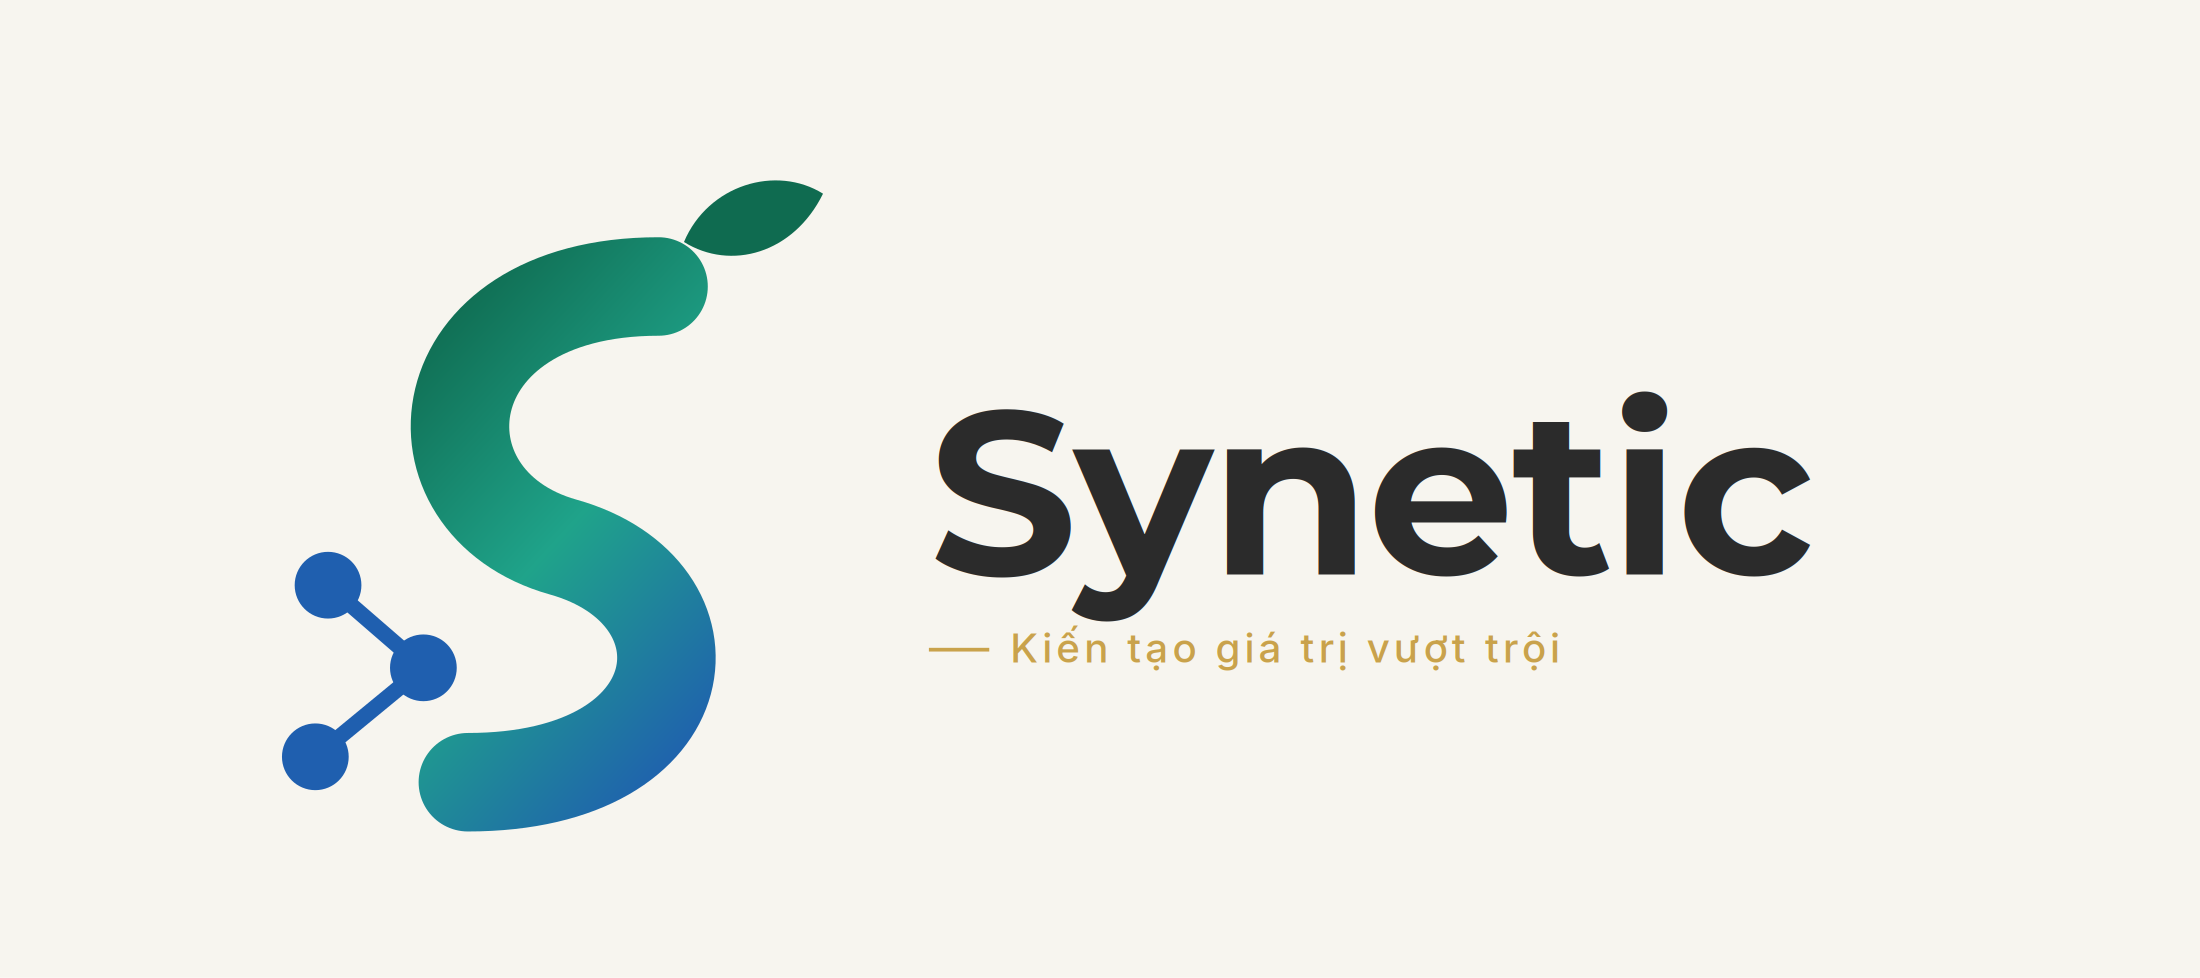 Synetic
Kiến tạo giá trị vượt trội